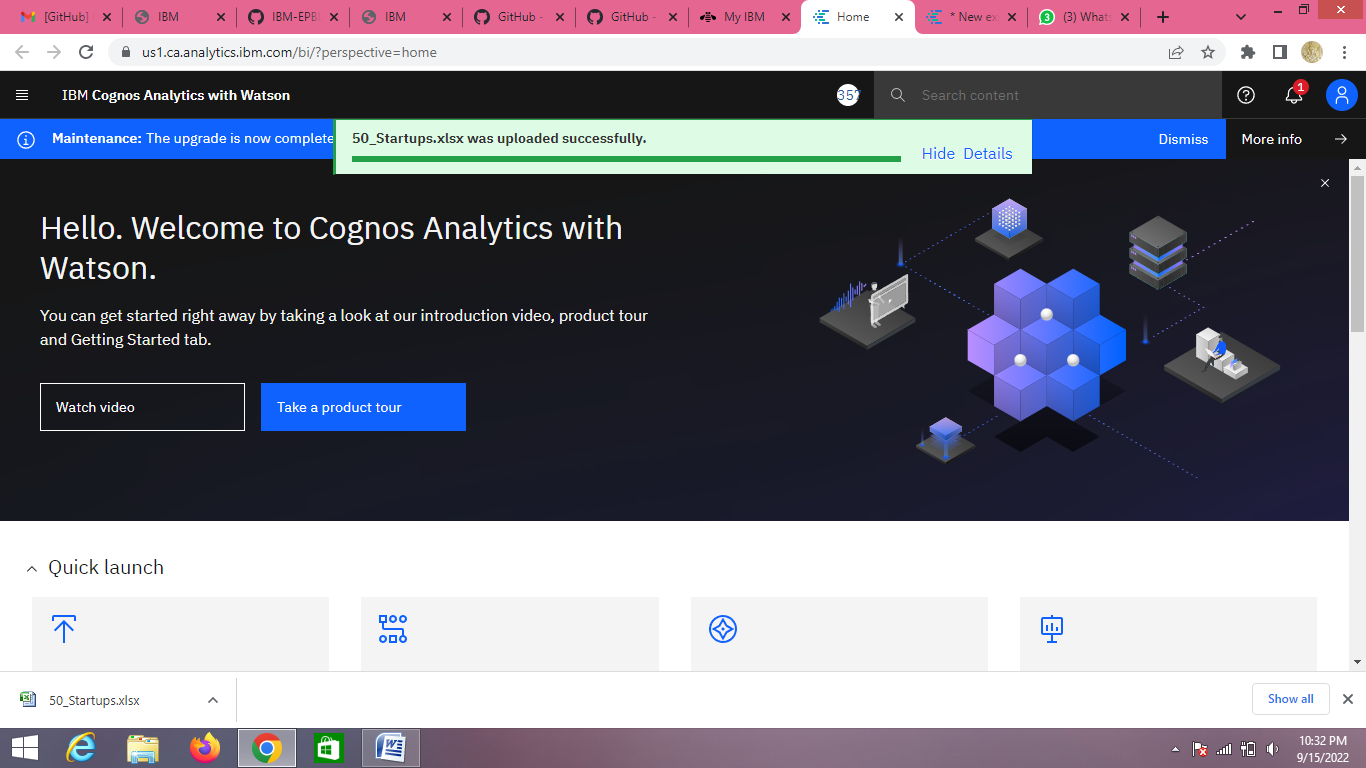 [GitHub]
IBM
IBM-EPB
IBM
GitHub -
GitHub -
My IBM
Home
* New ex
3
(3) Whats
us1.ca.analytics.ibm.com/bi/?perspective=home
IBM Cognos Analytics with Watson
357
Search content
1
Maintenance: The upgrade is now complete
50_Startups.xlsx was uploaded successfully.
Hide Details
Dismiss
More info
Hello. Welcome to Cognos Analytics with
Watson.
You can get started right away by taking a look at our introduction video, product tour
and Getting Started tab.
Watch video
Take a product tour
Quick launch
50_Startups.xlsx
Show all
10:32 PM
9/15/2022